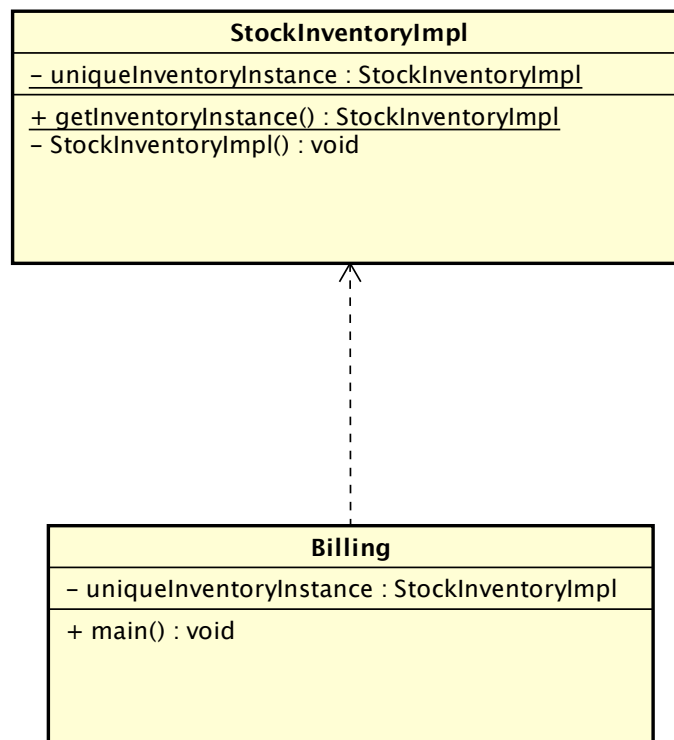 StockInventoryImpl
– uniqueInventoryInstance : StockInventoryImpl
+ getInventoryInstance() : StockInventoryImpl
– StockInventoryImpl() : void
Billing
– uniqueInventoryInstance : StockInventoryImpl
+ main() : void